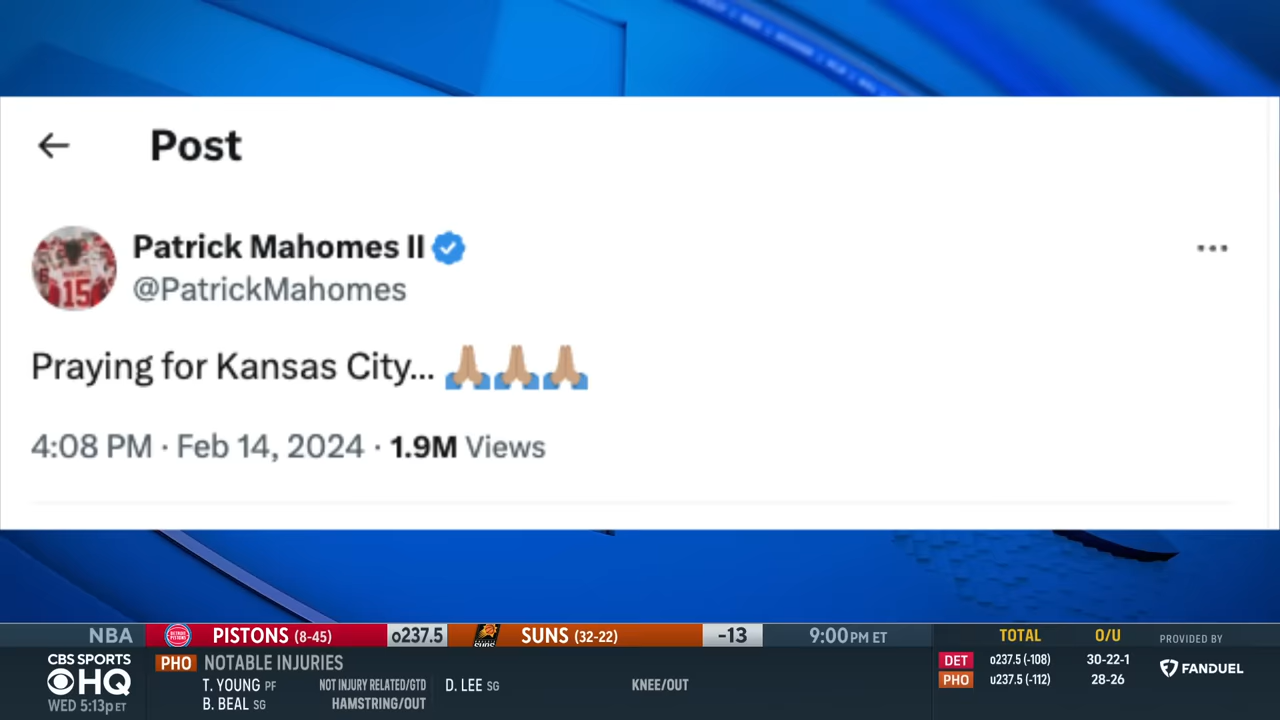 Post
Patrick Mahomes II
@PatrickMahomes
Praying for Kansas City... 🙏🏼🙏🏼🙏🏼
4:08 PM · Feb 14, 2024 · 1.9M Views
NBA PISTONS (8-45) o237.5 SUNS (32-22) -13 9:00PM ET TOTAL O/U PROVIDED BY
CBS SPORTS HQ
WED 5:13p ET
PHO NOTABLE INJURIES
T. YOUNG PF NOT INJURY RELATED/GTD D. LEE SG KNEE/OUT
B. BEAL SG HAMSTRING/OUT
DET o237.5 (-108) 30-22-1
PHO u237.5 (-112) 28-26
FANDUEL